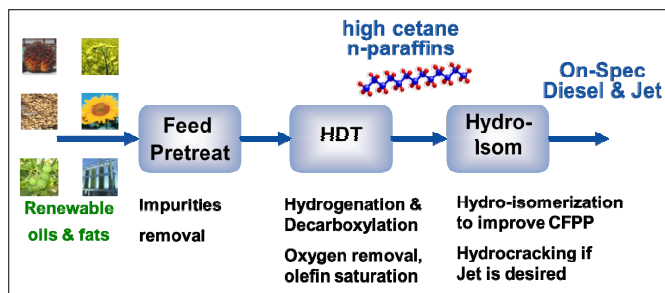 high cetane
n-paraffins
On-Spec
Diesel & Jet
Feed
Pretreat
HDT
Hydro-
Isom
Renewable
oils & fats
Impurities
removal
Hydrogenation &
Decarboxylation
Oxygen removal,
olefin saturation
Hydro-isomerization
to improve CFPP
Hydrocracking if
Jet is desired